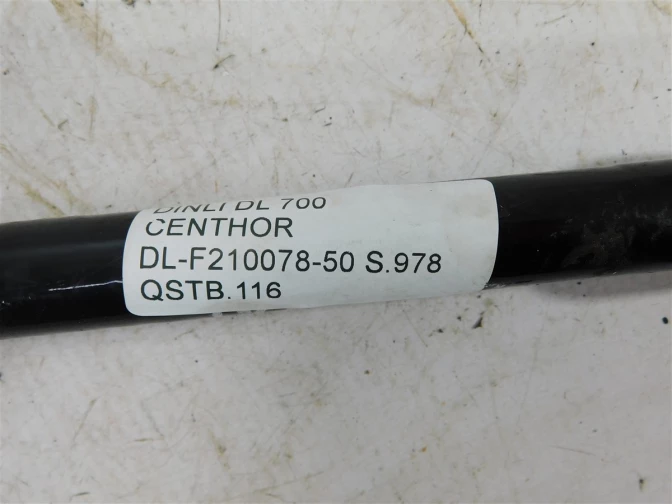 DINLI DL 700
CENTHOR
DL-F210078-50 S.978
QSTB.116